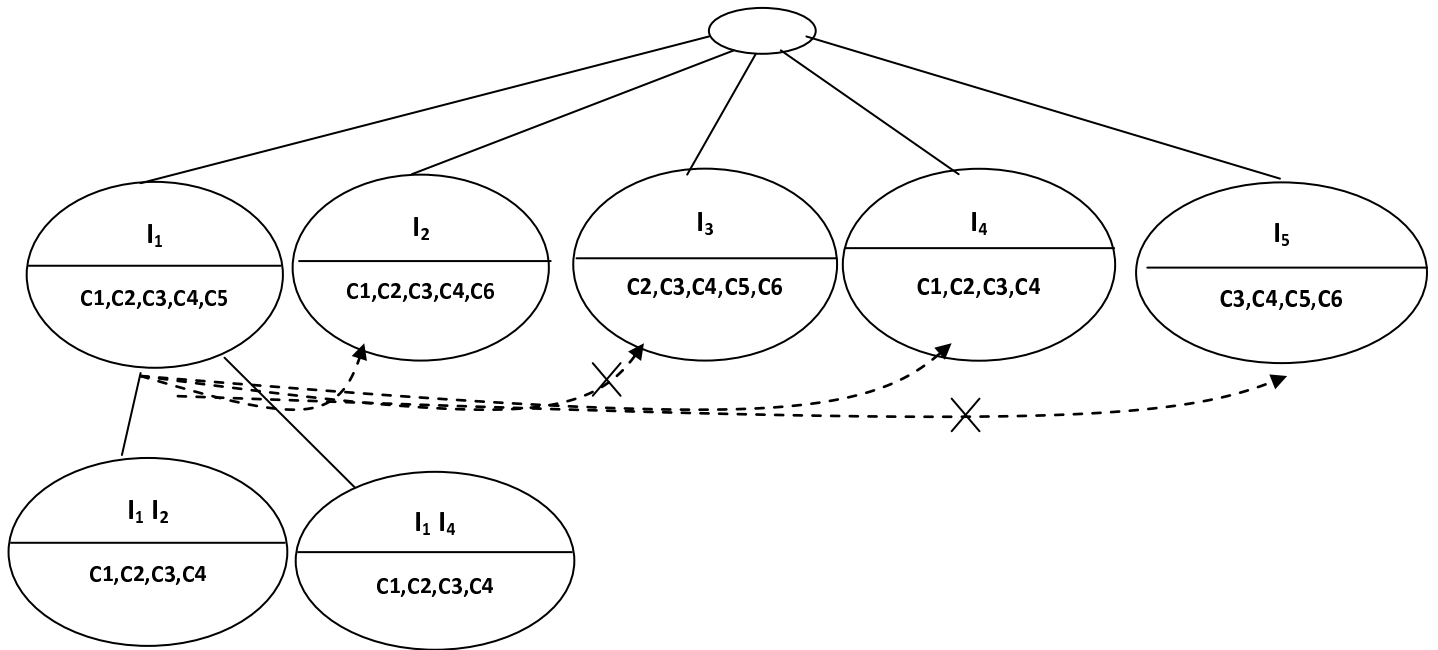 I₁
C1,C2,C3,C4,C5
I₂
C1,C2,C3,C4,C6
I₃
C2,C3,C4,C5,C6
I₄
C1,C2,C3,C4
I₅
C3,C4,C5,C6
I₁ I₂
C1,C2,C3,C4
I₁ I₄
C1,C2,C3,C4